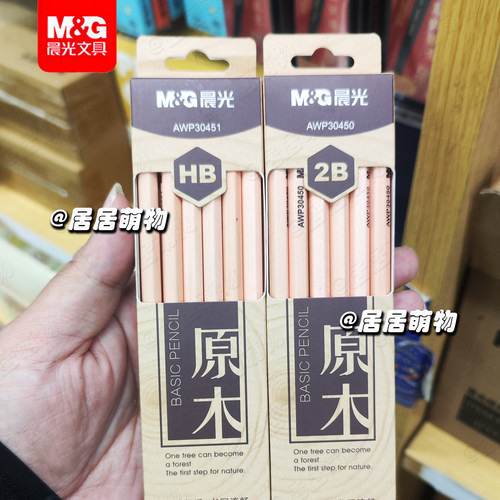 M&G
晨光文具
M&G晨光
AWP30451
HB
BASIC PENCIL
原木
One tree can become
a forest
The first step for nature.
M&G晨光
AWP30450
2B
AWP30450
AWP30450
BASIC PENCIL
原木
One tree can become
a forest
The first step for nature.
@居居萌物
@居居萌物